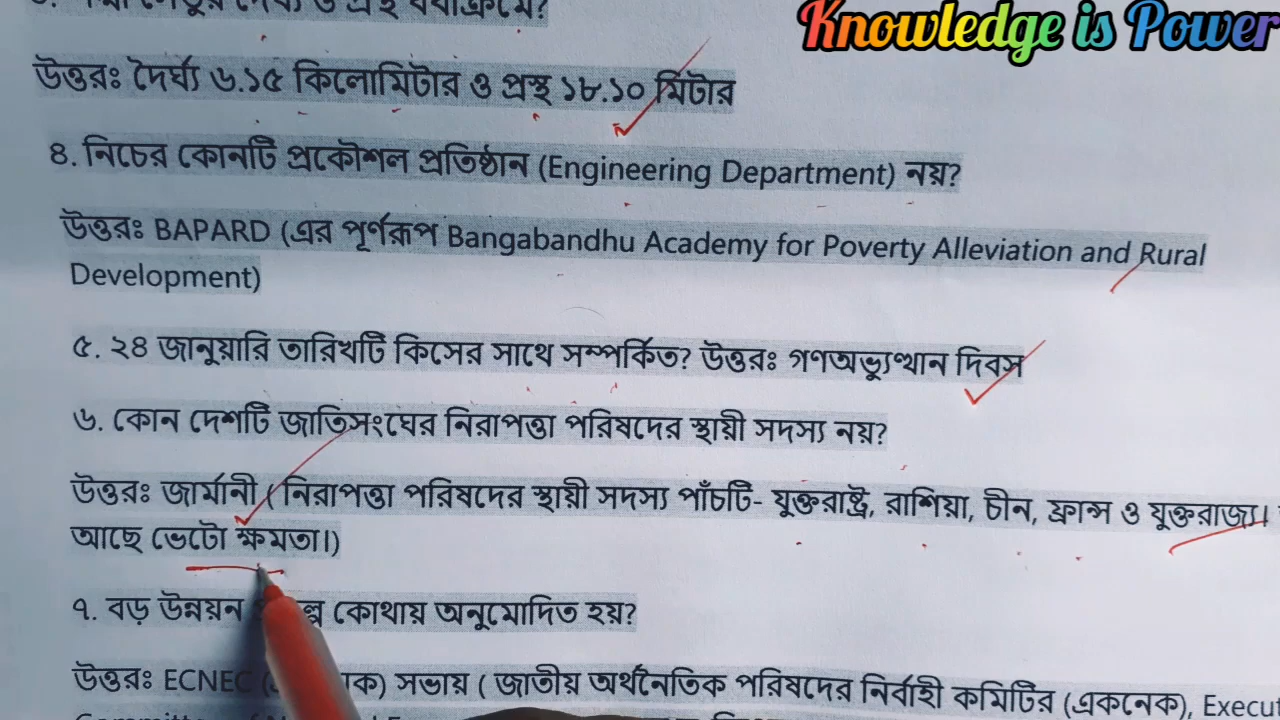 Knowledge is Power
উত্তরঃ দৈর্ঘ্য ৬.১৫ কিলোমিটার ও প্রস্থ ১৮.১০ মিটার
৪. নিচের কোনটি প্রকৌশল প্রতিষ্ঠান (Engineering Department) নয়?
উত্তরঃ BAPARD (এর পূর্ণরূপ Bangabandhu Academy for Poverty Alleviation and Rural
Development)
৫. ২৪ জানুয়ারি তারিখটি কিসের সাথে সম্পর্কিত? উত্তরঃ গণঅভ্যুত্থান দিবস
৬. কোন দেশটি জাতিসংঘের নিরাপত্তা পরিষদের স্থায়ী সদস্য নয়?
উত্তরঃ জার্মানী ( নিরাপত্তা পরিষদের স্থায়ী সদস্য পাঁচটি- যুক্তরাষ্ট্র, রাশিয়া, চীন, ফ্রান্স ও যুক্তরাজ্য।
আছে ভেটো ক্ষমতা।)
৭. বড় উন্নয়ন কোথায় অনুমোদিত হয়?
উত্তরঃ ECNEC সভায় ( জাতীয় অর্থনৈতিক পরিষদের নির্বাহী কমিটির (একনেক),